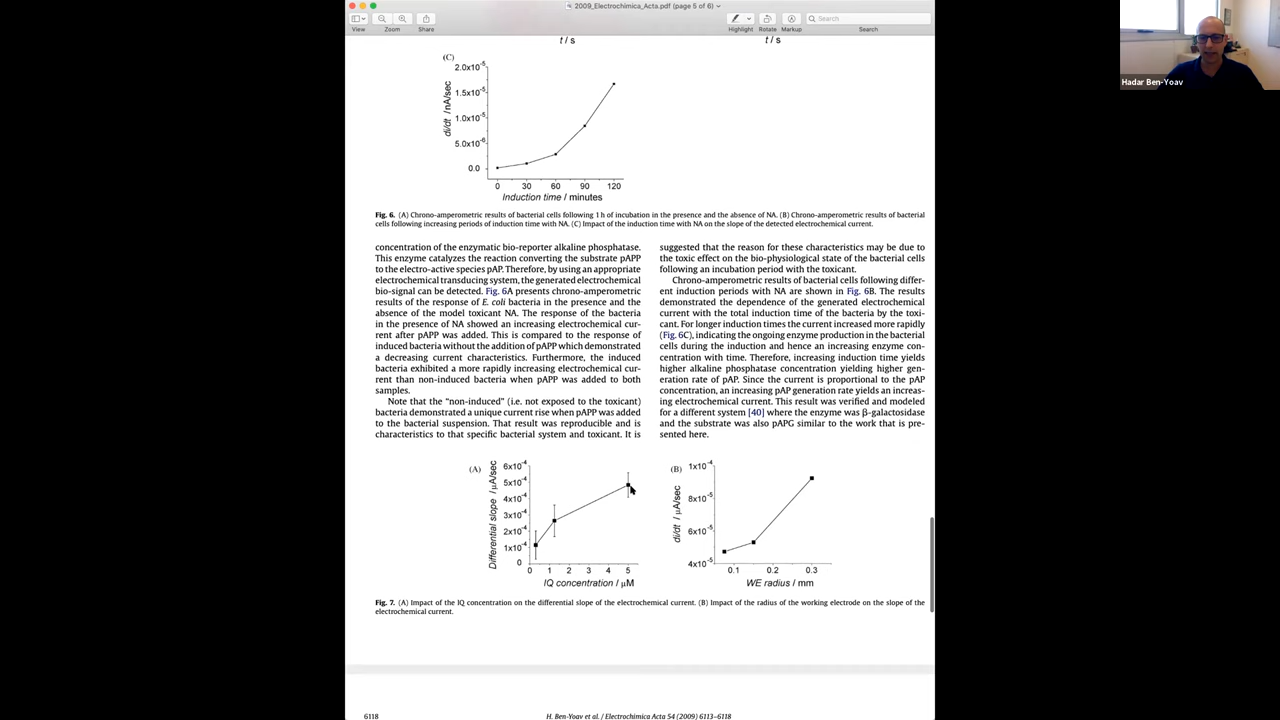 2009_Electrochimica_Acta.pdf (page 5 of 6)
View
Zoom
Share
Highlight
Rotate
Markup
Search
Search
Hadar Ben-Yoav
t / s
t / s
(C)
2.0x10⁻⁵
1.5x10⁻⁵
1.0x10⁻⁵
5.0x10⁻⁶
0.0
di/dt /nA/sec
0 30 60 90 120
Induction time / minutes
Fig. 6. (A) Chrono-amperometric results of bacterial cells following 1 h of incubation in the presence and the absence of NA. (B) Chrono-amperometric results of bacterial
cells following increasing periods of induction time with NA. (C) Impact of the induction time with NA on the slope of the detected electrochemical current.
concentration of the enzymatic bio-reporter alkaline phosphatase.
This enzyme catalyzes the reaction converting the substrate pAPP
to the electro-active species pAP. Therefore, by using an appropriate
electrochemical transducing system, the generated electrochemical
bio-signal can be detected. Fig. 6A presents chrono-amperometric
results of the response of E. coli bacteria in the presence and the
absence of the model toxicant NA. The response of the bacteria
in the presence of NA showed an increasing electrochemical cur-
rent after pAPP was added. This is compared to the response of
induced bacteria without the addition of pAPP which demonstrated
a decreasing current characteristics. Furthermore, the induced
bacteria exhibited a more rapidly increasing electrochemical cur-
rent than non-induced bacteria when pAPP was added to both
samples.
Note that the “non-induced” (i.e. not exposed to the toxicant)
bacteria demonstrated a unique current rise when pAPP was added
to the bacterial suspension. That result was reproducible and is
characteristics to that specific bacterial system and toxicant. It is
suggested that the reason for these characteristics may be due to
the toxic effect on the bio-physiological state of the bacterial cells
following an incubation period with the toxicant.
Chrono-amperometric results of bacterial cells following differ-
ent induction periods with NA are shown in Fig. 6B. The results
demonstrated the dependence of the generated electrochemical
current with the total induction time of the bacteria by the toxi-
cant. For longer induction times the current increased more rapidly
(Fig. 6C), indicating the ongoing enzyme production in the bacterial
cells during the induction and hence an increasing enzyme con-
centration with time. Therefore, increasing induction time yields
higher alkaline phosphatase concentration yielding higher gen-
eration rate of pAP. Since the current is proportional to the pAP
concentration, an increasing pAP generation rate yields an increas-
ing electrochemical current. This result was verified and modeled
for a different system [40] where the enzyme was β-galactosidase
and the substrate was also pAPG similar to the work that is pre-
sented here.
(A)
6x10⁻⁴
5x10⁻⁴
4x10⁻⁴
3x10⁻⁴
2x10⁻⁴
1x10⁻⁴
0
Differential slope / μA/sec
0 1 2 3 4 5
IQ concentration / μM
(B)
1x10⁻⁴
8x10⁻⁵
6x10⁻⁵
4x10⁻⁵
di/dt / μA/sec
0.1 0.2 0.3
WE radius / mm
Fig. 7. (A) Impact of the IQ concentration on the differential slope of the electrochemical current. (B) Impact of the radius of the working electrode on the slope of the
electrochemical current.
6118
H. Ben-Yoav et al. / Electrochimica Acta 54 (2009) 6113–6118